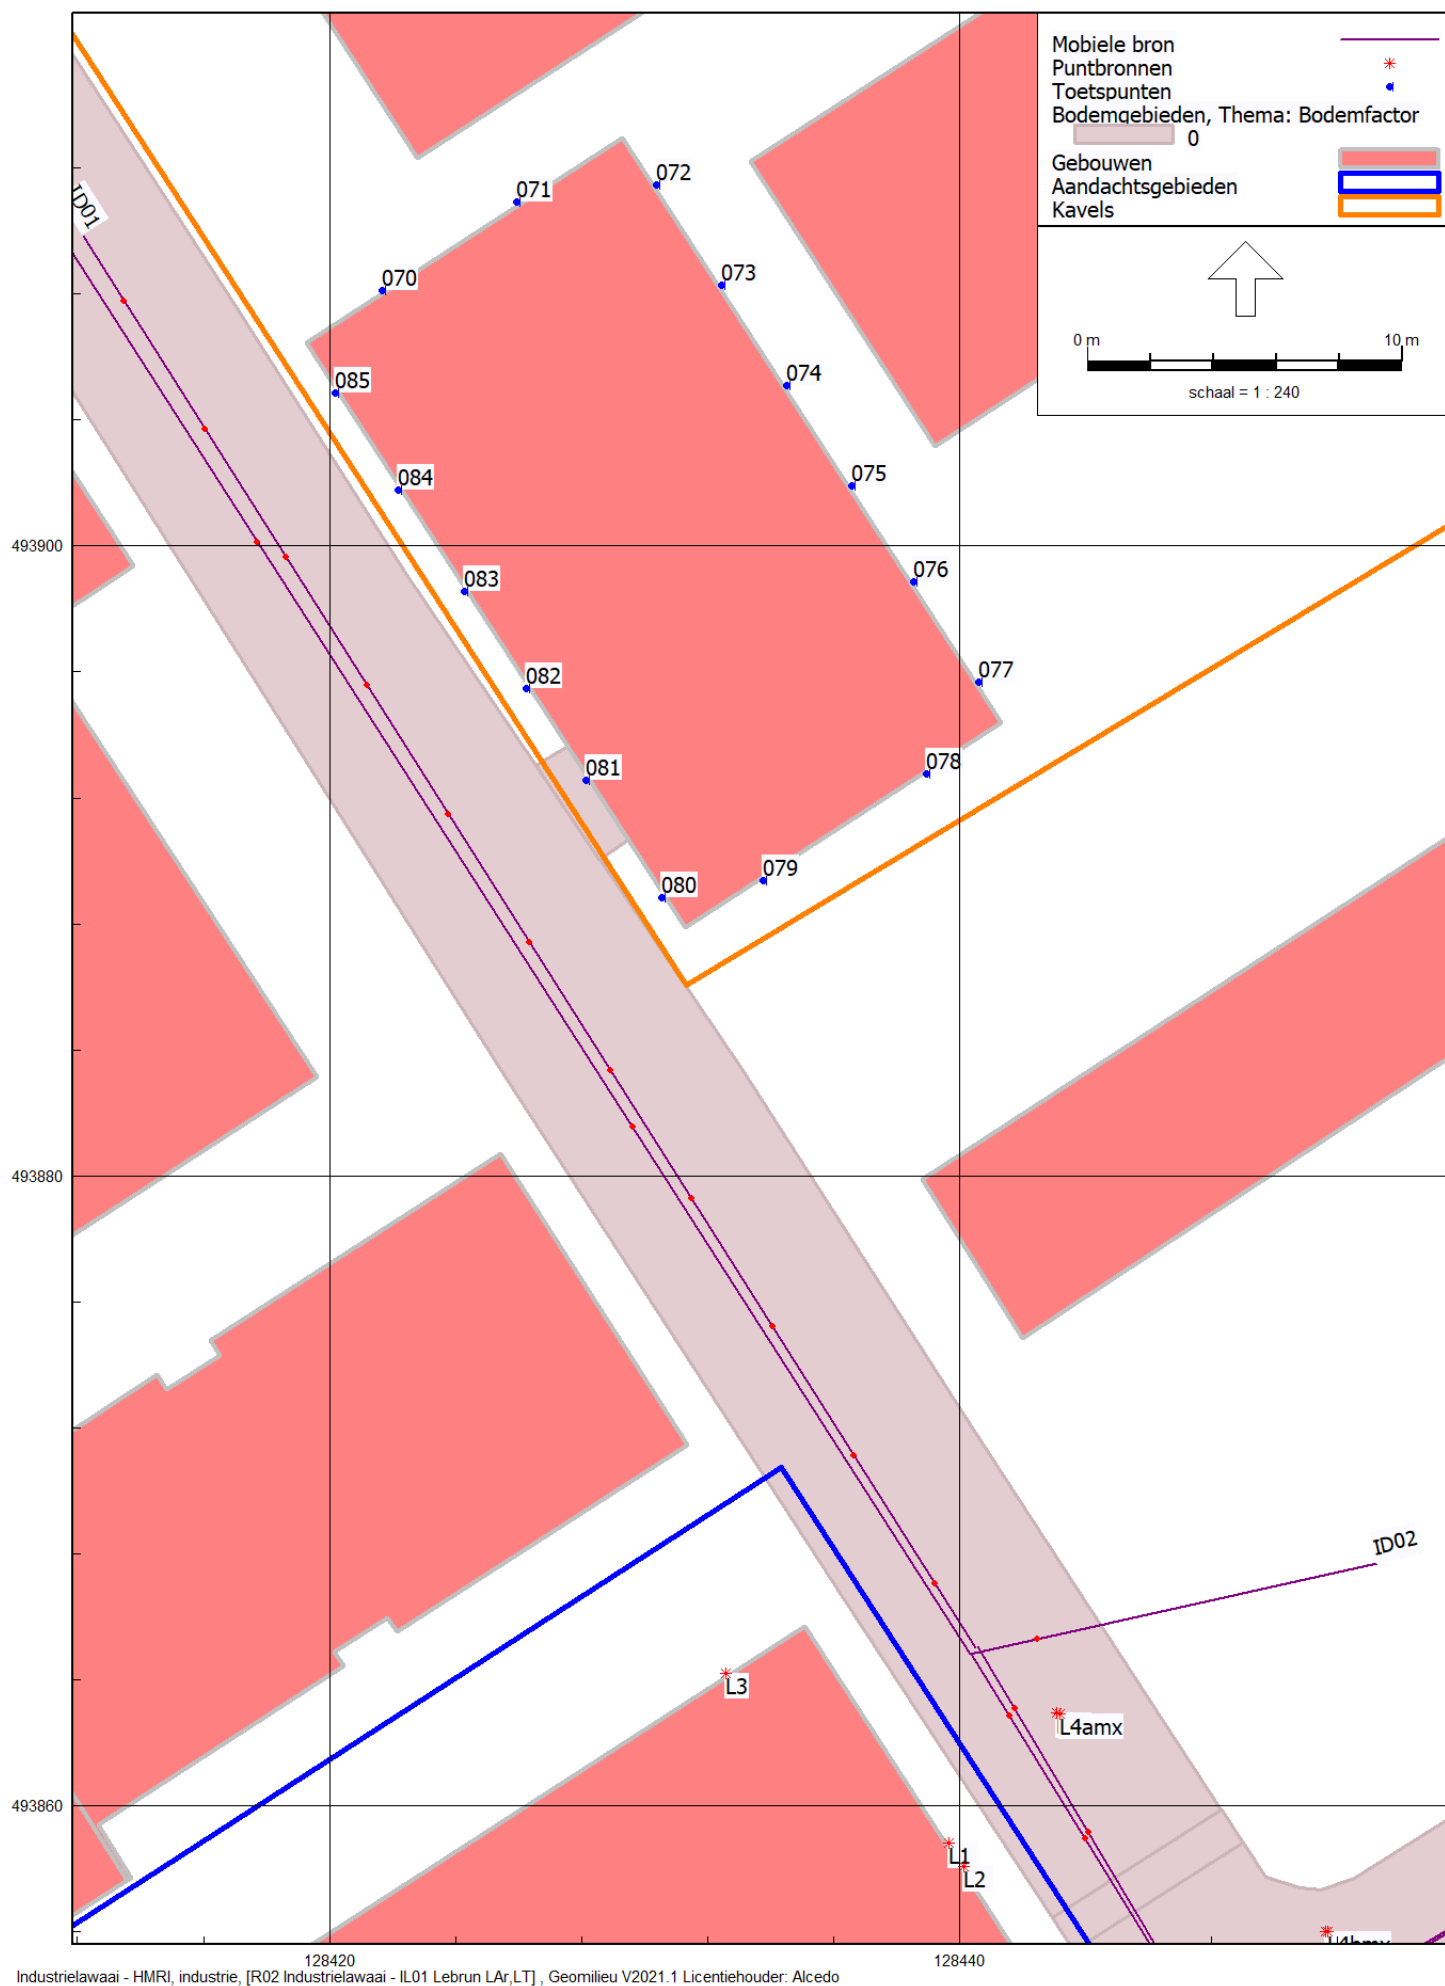 Mobiele bron
Puntbronnen
Toetspunten
Bodemgebieden, Thema: Bodemfactor
0
Gebouwen
Aandachtsgebieden
Kavels
0 m 10 m
schaal = 1 : 240
ID01
072
071
070
073
074
085
075
084
493900
076
083
077
082
078
081
079
080
493880
ID02
L3
L4amx
493860
L1
L2
L4bmx
128420 128440
Industrielawaai - HMRI, industrie, [R02 Industrielawaai - IL01 Lebrun LAr,LT] , Geomilieu V2021.1 Licentiehouder: Alcedo